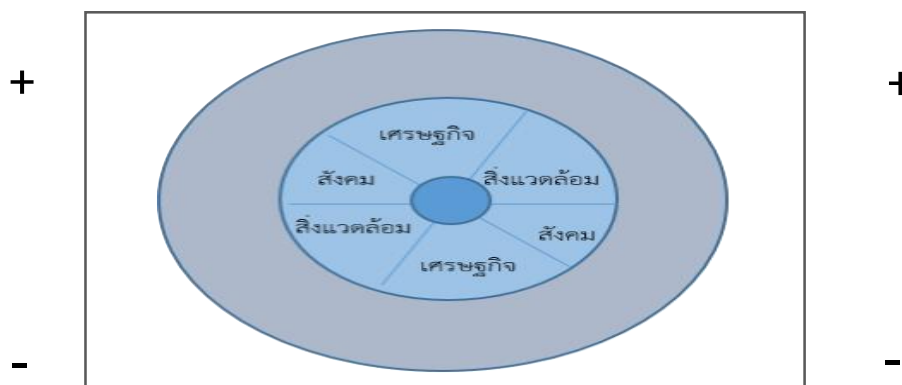 + +
เศรษฐกิจ
สังคม สิ่งแวดล้อม
สิ่งแวดล้อม สังคม
เศรษฐกิจ
- -